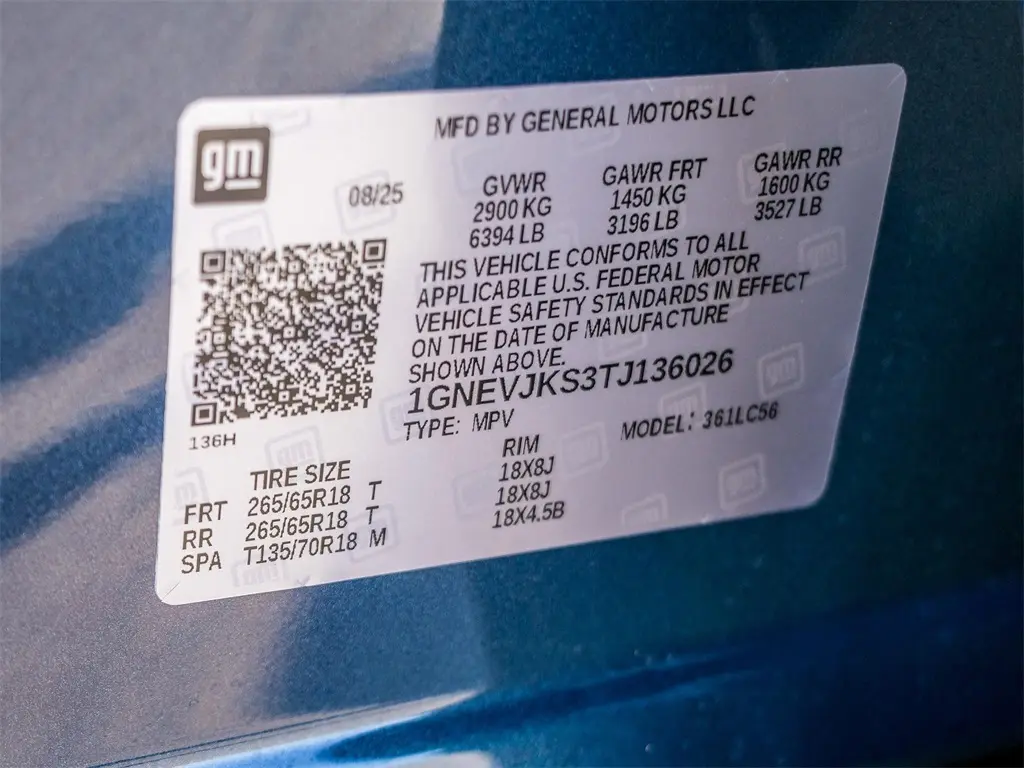 gm
MFD BY GENERAL MOTORS LLC
08/25
GVWR GAWR FRT GAWR RR
2900 KG 1450 KG 1600 KG
6394 LB 3196 LB 3527 LB
THIS VEHICLE CONFORMS TO ALL
APPLICABLE U.S. FEDERAL MOTOR
VEHICLE SAFETY STANDARDS IN EFFECT
ON THE DATE OF MANUFACTURE
SHOWN ABOVE.
1GNEVJKS3TJ136026
136H
TYPE: MPV MODEL: 361LC56
TIRE SIZE RIM
FRT 265/65R18 T 18X8J
RR 265/65R18 T 18X8J
SPA T135/70R18 M 18X4.5B